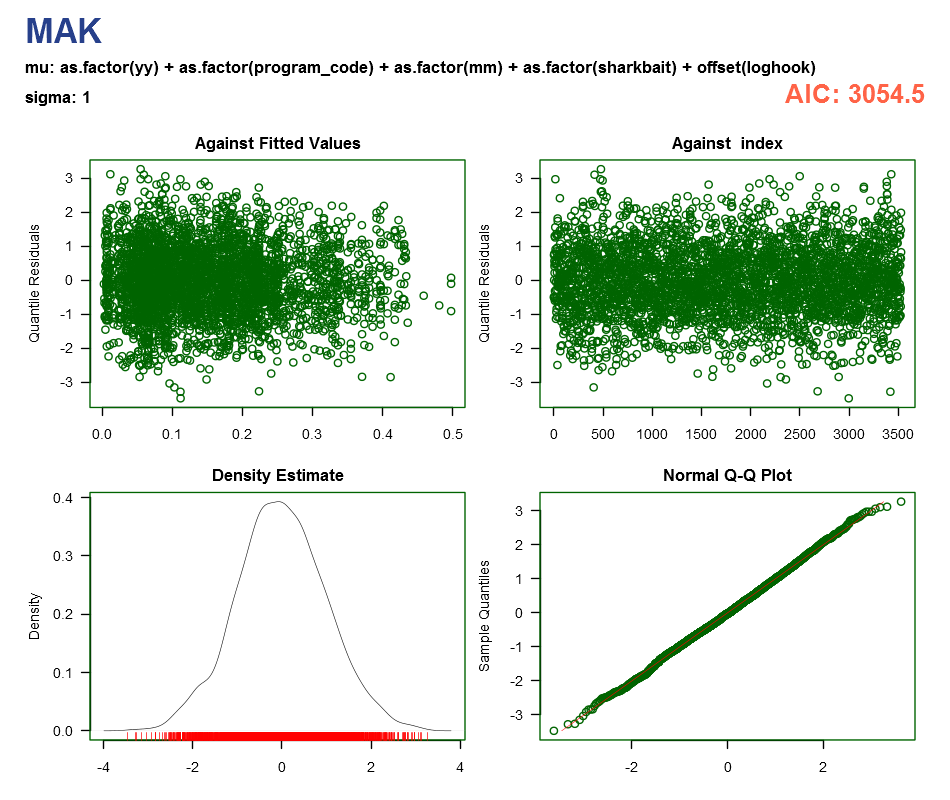 MAK
mu: as.factor(yy) + as.factor(program_code) + as.factor(mm) + as.factor(sharkbait) + offset(loghook)
sigma: 1
AIC: 3054.5
Against Fitted Values
Quantile Residuals
3
2
1
0
-1
-2
-3
0.0 0.1 0.2 0.3 0.4 0.5
Against  index
Quantile Residuals
3
2
1
0
-1
-2
-3
0 500 1000 1500 2000 2500 3000 3500
Density Estimate
Density
0.4
0.3
0.2
0.1
0.0
-4 -2 0 2 4
Normal Q-Q Plot
Sample Quantiles
3
2
1
0
-1
-2
-3
-2 0 2